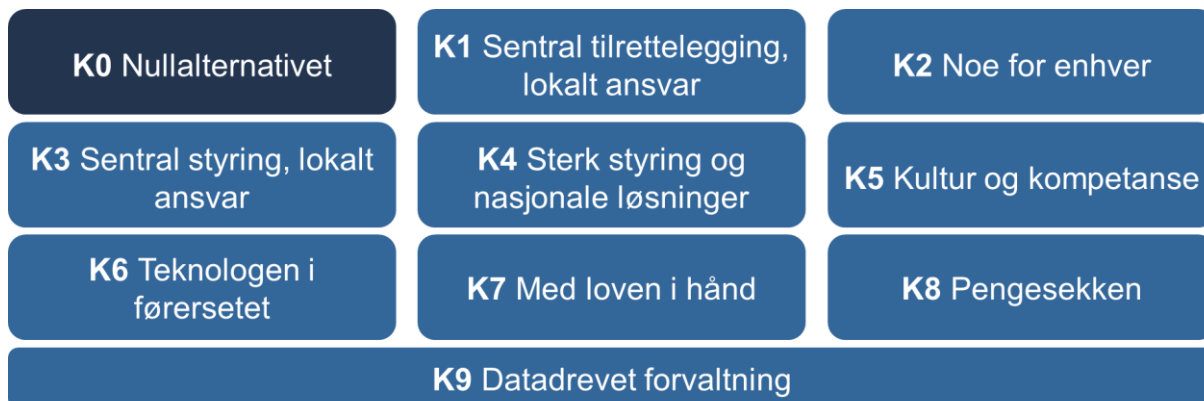 K0 Nullalternativet
K1 Sentral tilrettelegging,
lokalt ansvar
K2 Noe for enhver
K3 Sentral styring, lokalt
ansvar
K4 Sterk styring og
nasjonale løsninger
K5 Kultur og kompetanse
K6 Teknologen i
førersetet
K7 Med loven i hånd
K8 Pengesekken
K9 Datadrevet forvaltning